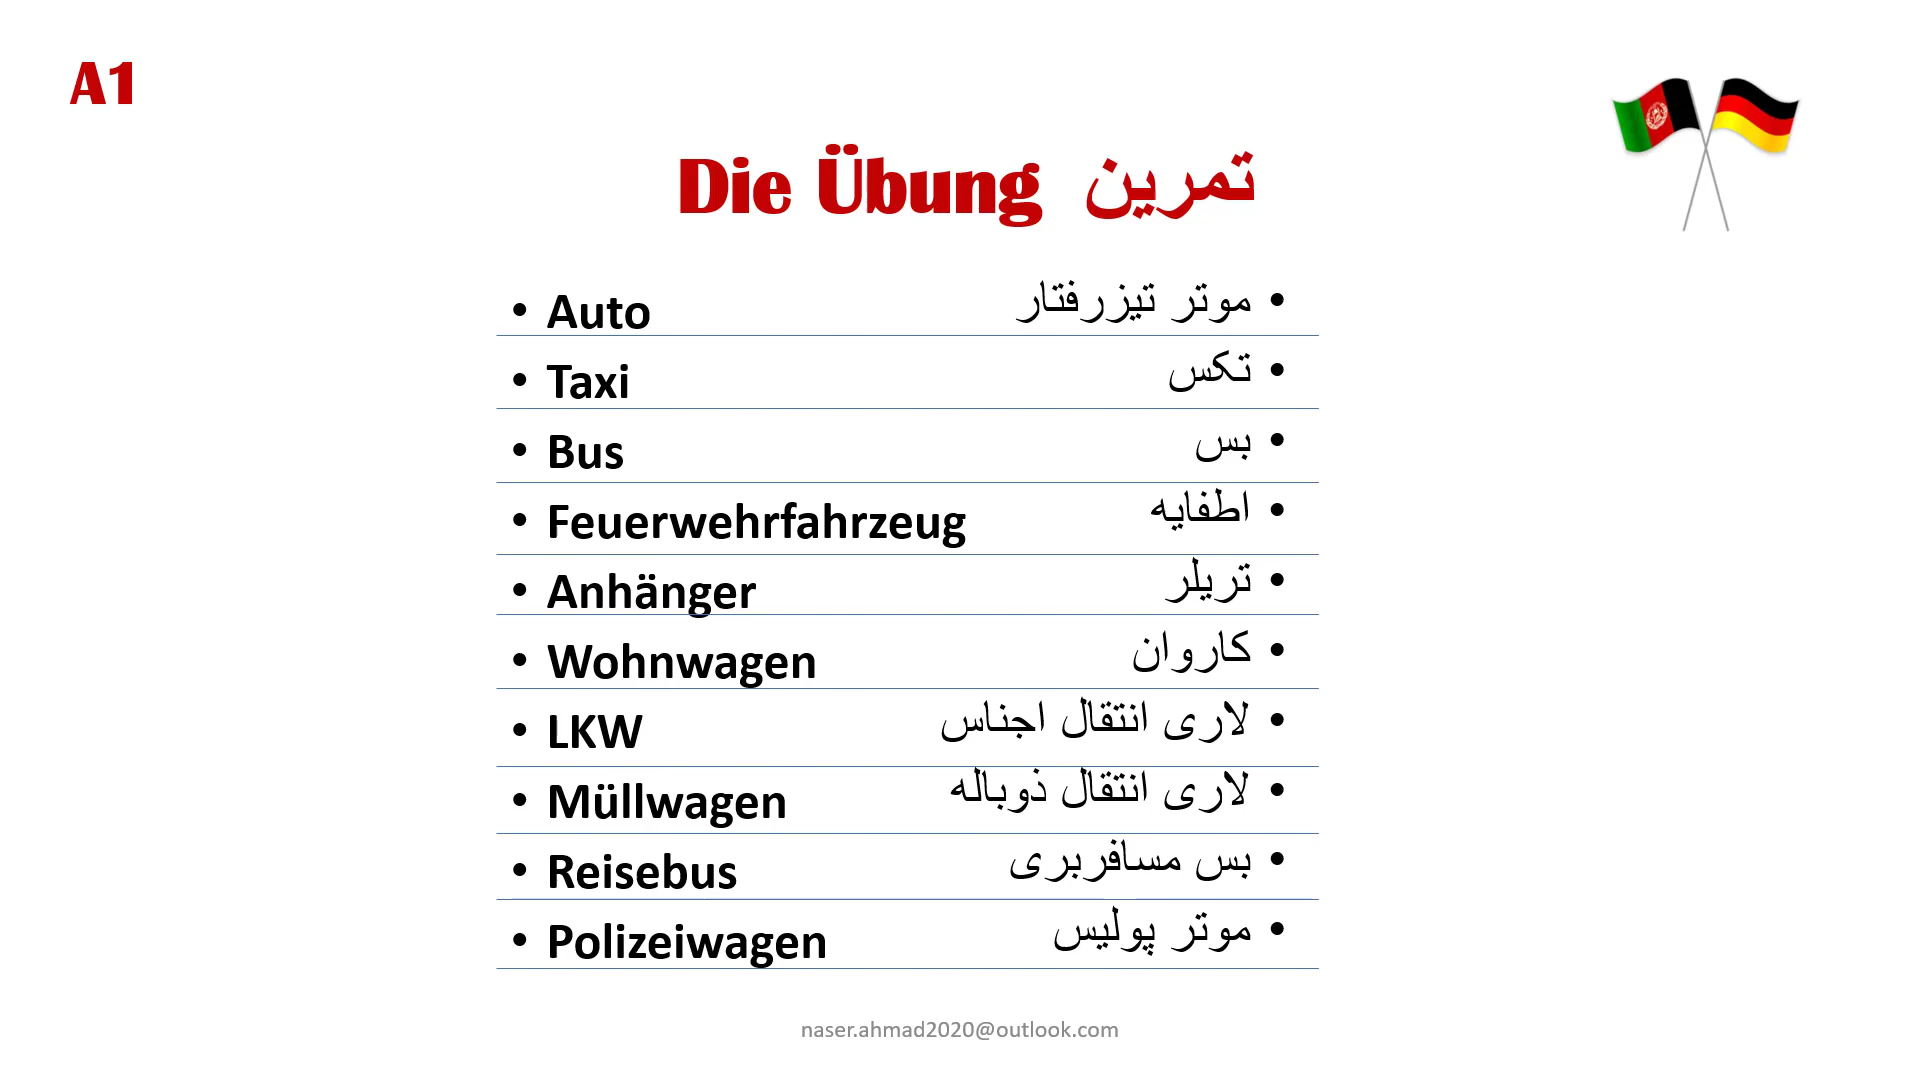 A1
Die Übung تمرین
• Auto • موتر تیزرفتار
• Taxi • تکس
• Bus • بس
• Feuerwehrfahrzeug • اطفایه
• Anhänger • تریلر
• Wohnwagen • کاروان
• LKW • لاری انتقال اجناس
• Müllwagen • لاری انتقال ذوباله
• Reisebus • بس مسافربری
• Polizeiwagen • موتر پولیس
naser.ahmad2020@outlook.com